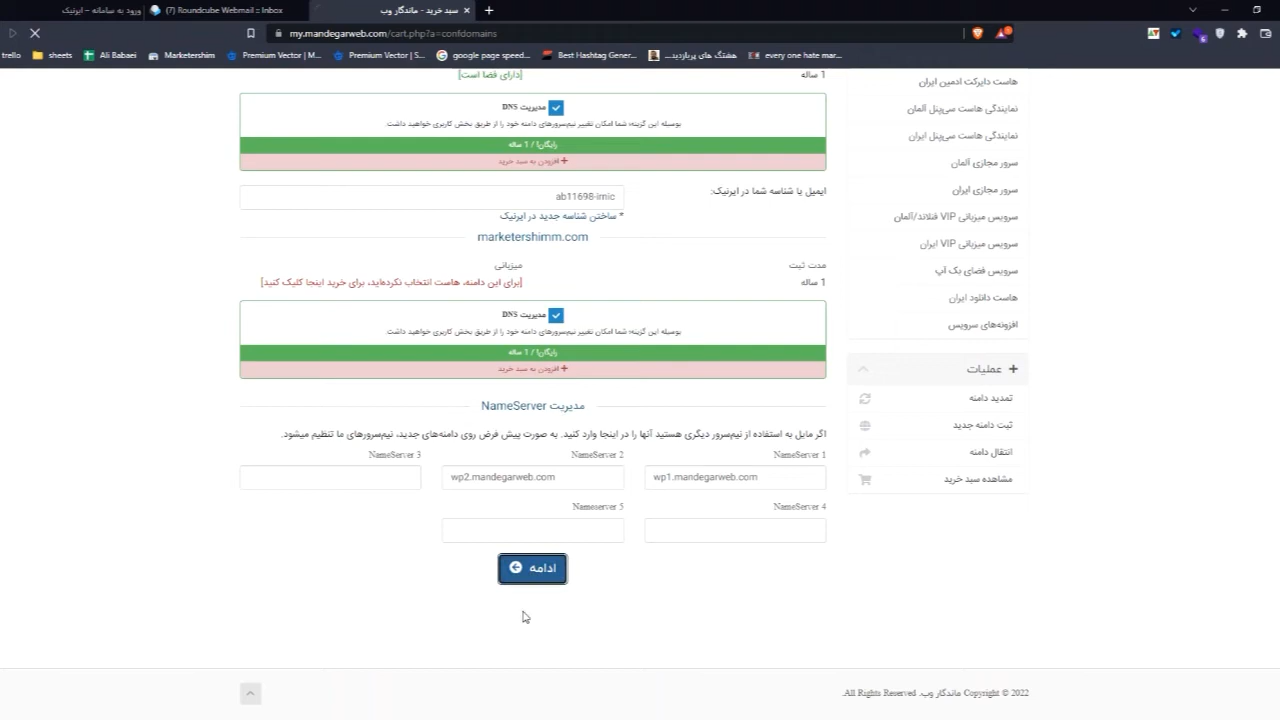 ورود به سامانه - ایرنیک
(7) Roundcube Webmail :: Inbox
سبد خرید - ماندگار وب
my.mandegarweb.com/cart.php?a=confdomains
trello
sheets
Ali Babaei
Marketershim
Premium Vector | M...
Premium Vector | S...
google page speed...
Best Hashtag Gener...
هشتگ های پربازدید...
every one hate mar...
1 ساله
[دارای فضا است]
مدیریت DNS
بوسیله این گزینه؛ شما امکان تغییر نیم‌سرورهای دامنه خود را از طریق بخش کاربری خواهید داشت
رایگان! / 1 ساله
افزودن به سبد خرید
ایمیل یا شناسه شما در ایرنیک:
ab11698-irnic
* ساختن شناسه جدید در ایرنیک
marketershimm.com
مدت ثبت
میزبانی
1 ساله
[برای این دامنه، هاست انتخاب نکرده‌اید، برای خرید اینجا کلیک کنید]
مدیریت DNS
بوسیله این گزینه؛ شما امکان تغییر نیم‌سرورهای دامنه خود را از طریق بخش کاربری خواهید داشت
رایگان! / 1 ساله
افزودن به سبد خرید
مدیریت NameServer
اگر مایل به استفاده از نیم‌سرور دیگری هستید آنها را در اینجا وارد کنید. به صورت پیش فرض روی دامنه‌های جدید، نیم‌سرورهای ما تنظیم میشود.
NameServer 1
NameServer 2
NameServer 3
wp1.mandegarweb.com
wp2.mandegarweb.com
NameServer 4
Nameserver 5
ادامه
هاست دایرکت ادمین ایران
نمایندگی هاست سی‌پنل آلمان
نمایندگی هاست سی‌پنل ایران
سرور مجازی آلمان
سرور مجازی ایران
سرویس میزبانی VIP فنلاند/آلمان
سرویس میزبانی VIP ایران
سرویس فضای بک آپ
هاست دانلود ایران
افزونه‌های سرویس
عملیات
تمدید دامنه
ثبت دامنه جدید
انتقال دامنه
مشاهده سبد خرید
Copyright © 2022 ماندگار وب. All Rights Reserved.